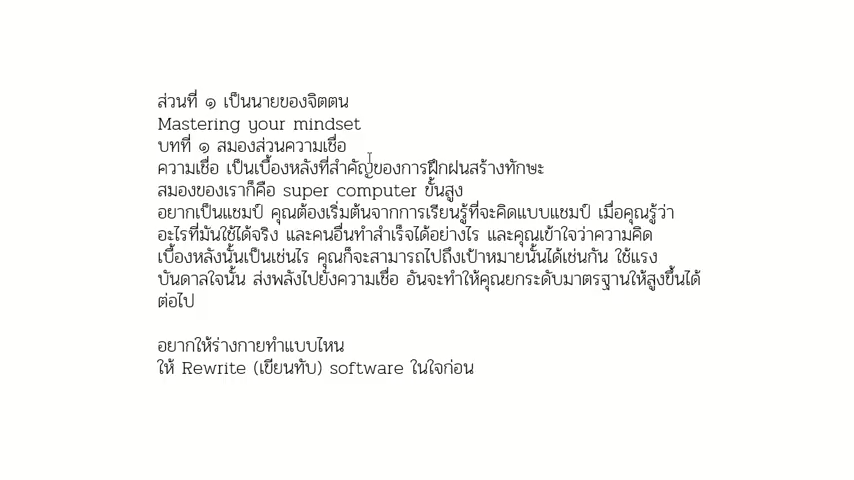 ส่วนที่ ๑ เป็นนายของจิตตน
Mastering your mindset
บทที่ ๑ สมองส่วนความเชื่อ
ความเชื่อ เป็นเบื้องหลังที่สำคัญของการฝึกฝนสร้างทักษะ
สมองของเราก็คือ super computer ขั้นสูง
อยากเป็นแชมป์ คุณต้องเริ่มต้นจากการเรียนรู้ที่จะคิดแบบแชมป์ เมื่อคุณรู้ว่า
อะไรที่มันใช้ได้จริง และคนอื่นทำสำเร็จได้อย่างไร และคุณเข้าใจว่าความคิด
เบื้องหลังนั้นเป็นเช่นไร คุณก็จะสามารถไปถึงเป้าหมายนั้นได้เช่นกัน ใช้แรง
บันดาลใจนั้น ส่งพลังไปยังความเชื่อ อันจะทำให้คุณยกระดับมาตรฐานให้สูงขึ้นได้
ต่อไป
อยากให้ร่างกายทำแบบไหน
ให้ Rewrite (เขียนทับ) software ในใจก่อน